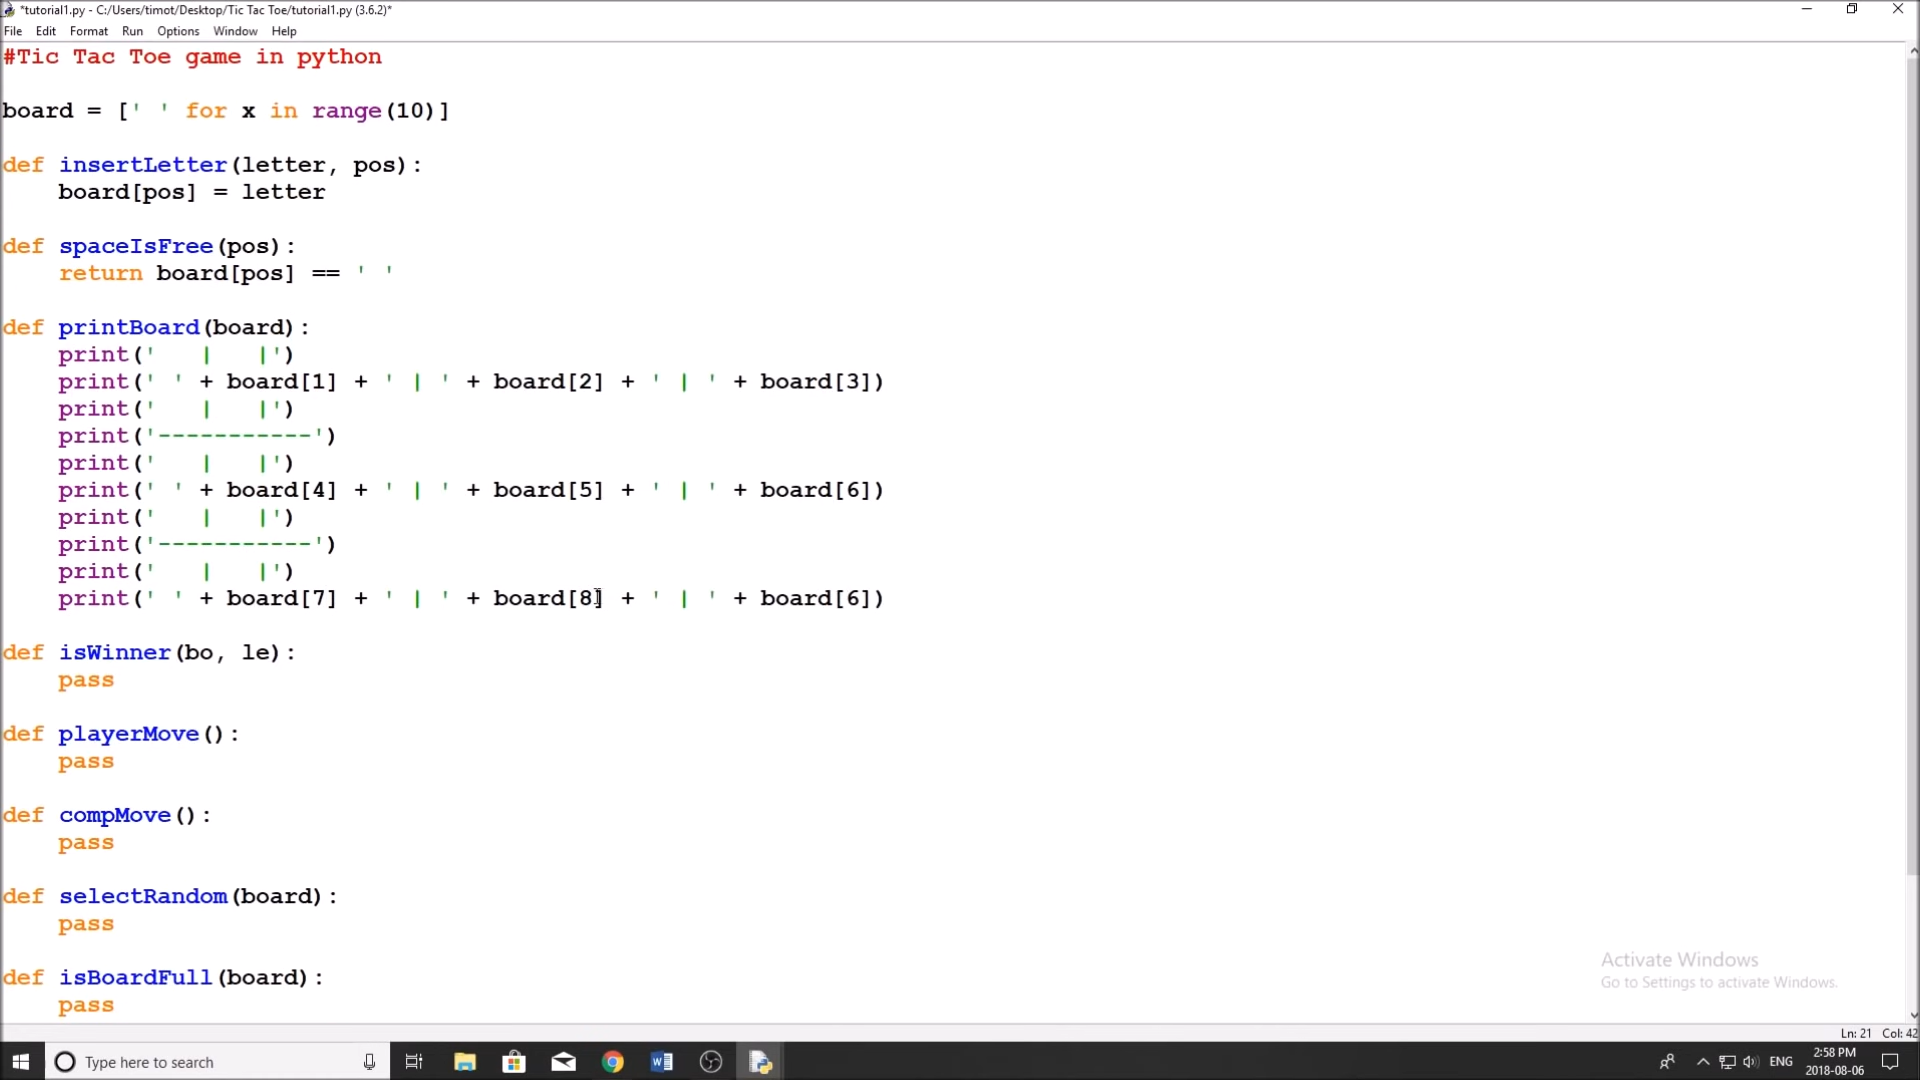 *tutorial1.py - C:/Users/timot/Desktop/Tic Tac Toe/tutorial1.py (3.6.2)*
File Edit Format Run Options Window Help
#Tic Tac Toe game in python

board = [' ' for x in range(10)]

def insertLetter(letter, pos):
    board[pos] = letter

def spaceIsFree(pos):
    return board[pos] == ' '

def printBoard(board):
    print('   |   |')
    print(' ' + board[1] + ' | ' + board[2] + ' | ' + board[3])
    print('   |   |')
    print('-----------')
    print('   |   |')
    print(' ' + board[4] + ' | ' + board[5] + ' | ' + board[6])
    print('   |   |')
    print('-----------')
    print('   |   |')
    print(' ' + board[7] + ' | ' + board[8] + ' | ' + board[6])

def isWinner(bo, le):
    pass

def playerMove():
    pass

def compMove():
    pass

def selectRandom(board):
    pass

def isBoardFull(board):
    pass
Activate Windows
Go to Settings to activate Windows.
Ln: 21 Col: 42
Type here to search
ENG
2:58 PM
2018-08-06